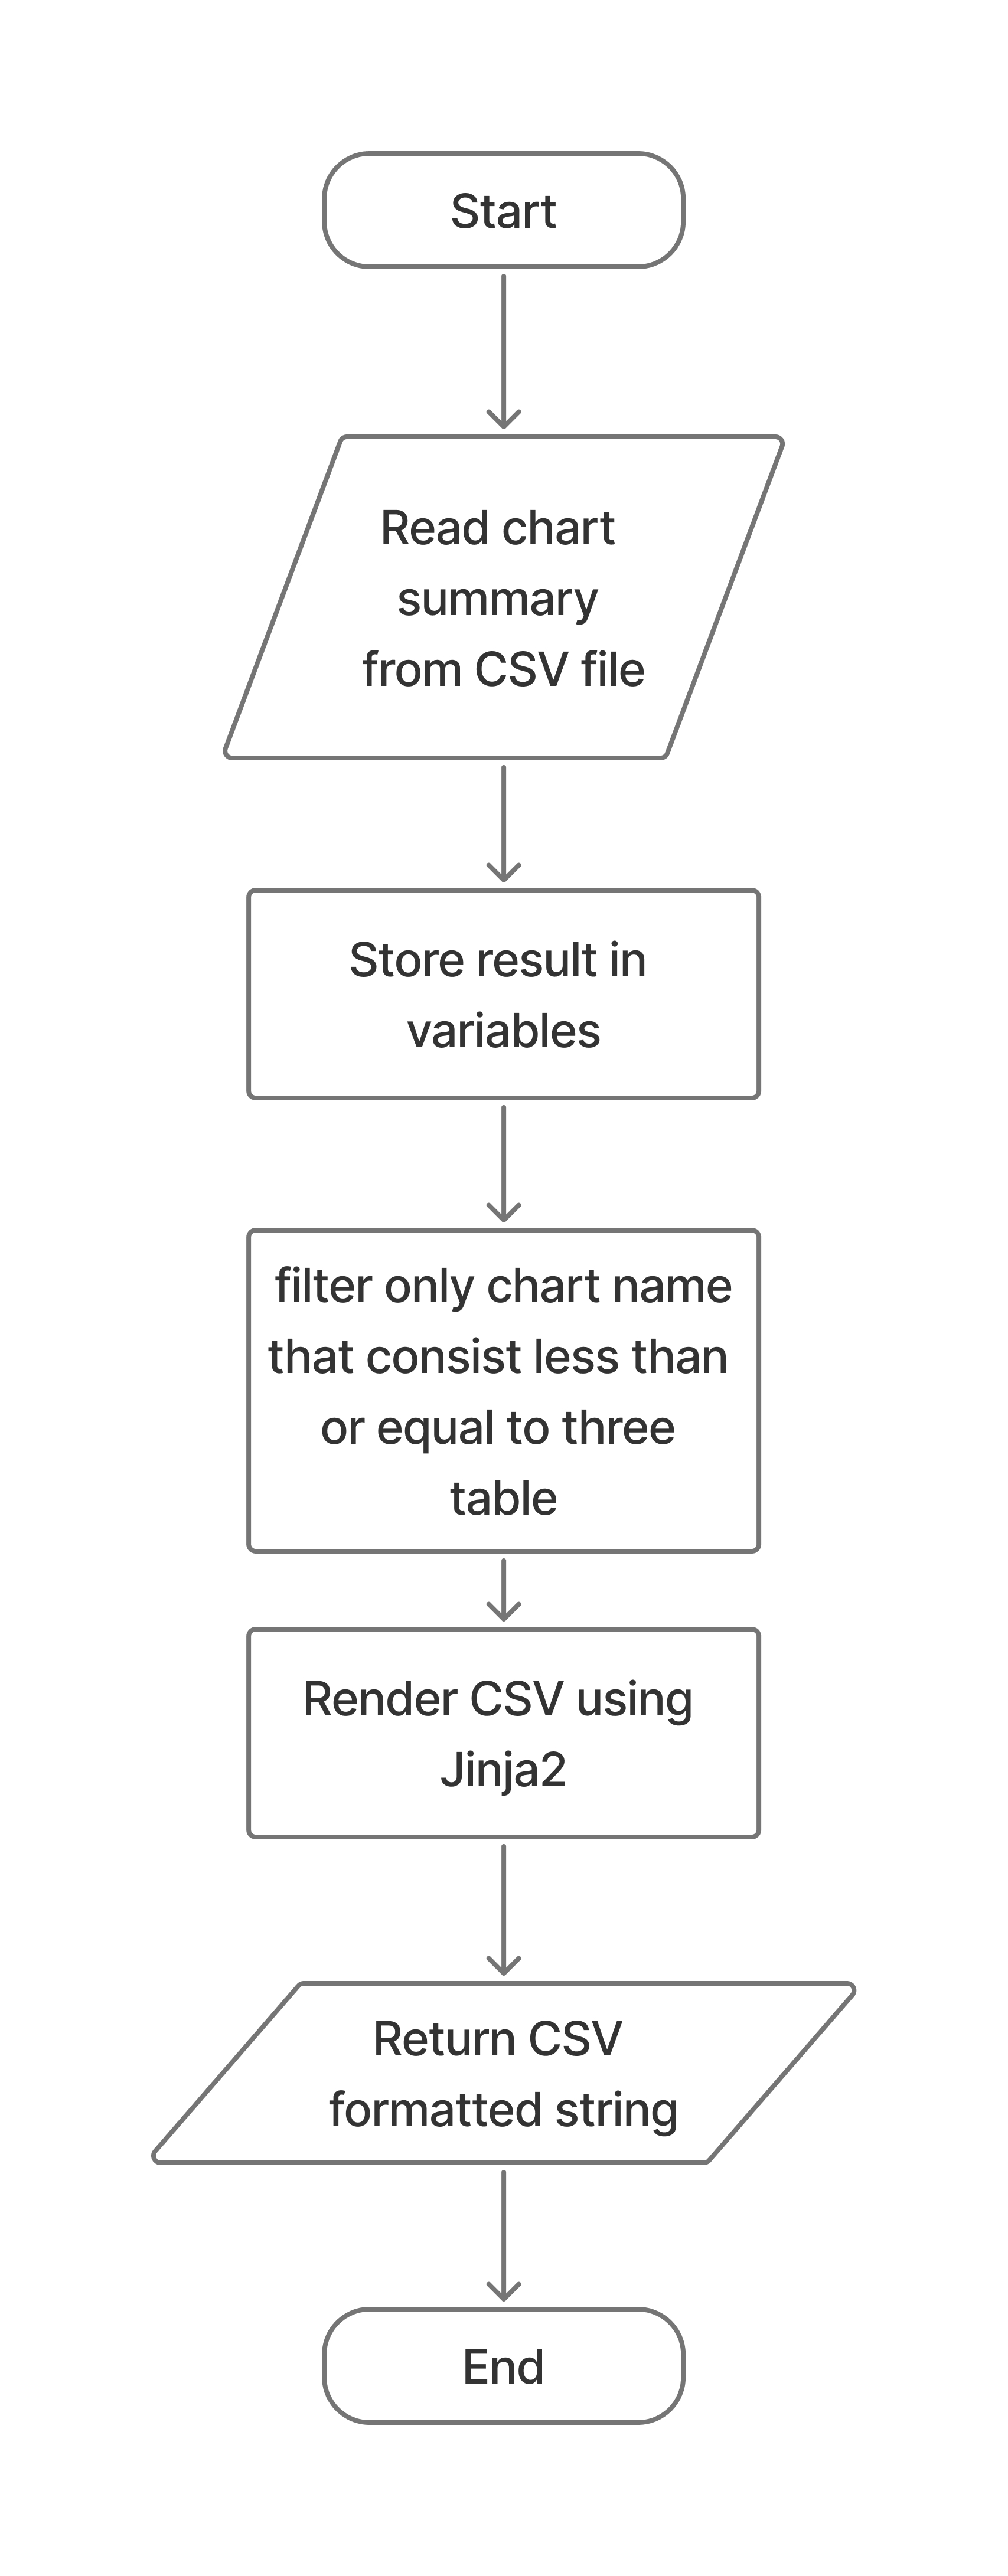 Start
Read chart
summary
from CSV file
Store result in
variables
filter only chart name
that consist less than
or equal to three
table
Render CSV using
Jinja2
Return CSV
formatted string
End